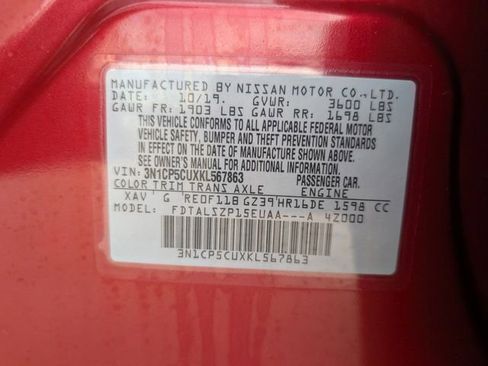 MANUFACTURED BY NISSAN MOTOR CO.,LTD.
DATE: 10/19. GVWR: 3600 LBS
GAWR FR: 1903 LBS GAWR RR: 1698 LBS
THIS VEHICLE CONFORMS TO ALL APPLICABLE FEDERAL MOTOR
VEHICLE SAFETY, BUMPER AND THEFT PREVENTION STANDARDS
IN EFFECT ON THE DATE OF MANUFACTURE SHOWN ABOVE.
SEE OWNER'S MANUAL FOR ADDITIONAL INFORMATION.
VIN: 3N1CP5CUXKL567863 PASSENGER CAR.
COLOR TRIM TRANS AXLE ENGINE
XAV G RE0F11B GZ39 HR16DE 1598 CC
MODEL: FDTALSZP15EUAA---A 4Z000
3N1CP5CUXKL567863